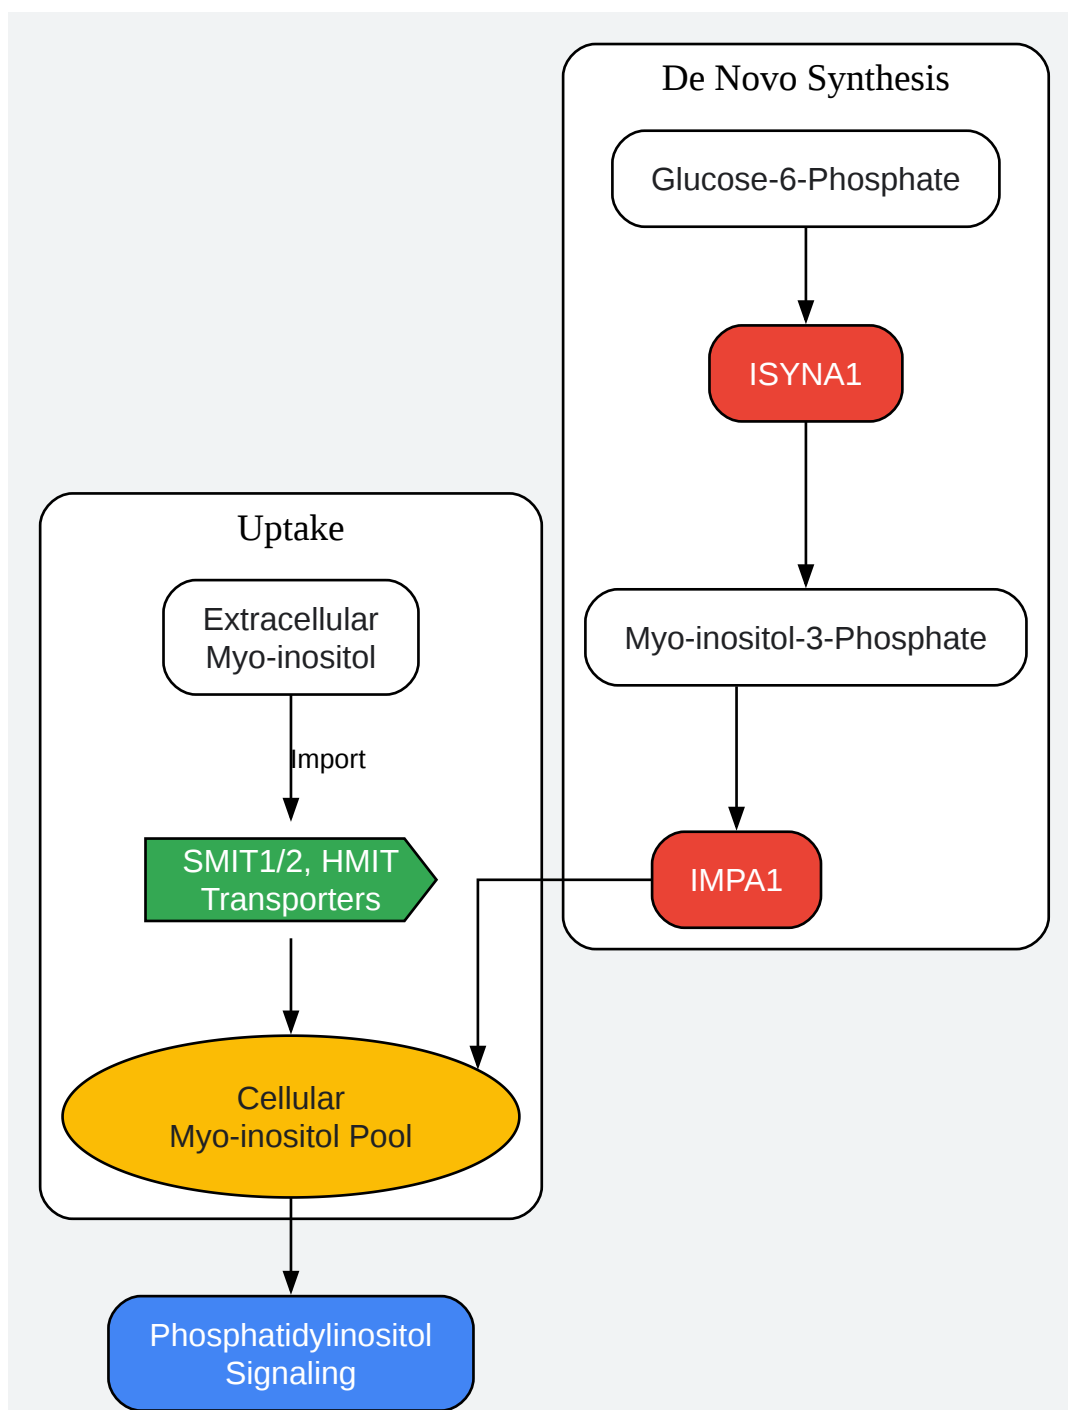 De Novo Synthesis
Glucose-6-Phosphate
ISYNA1
Myo-inositol-3-Phosphate
IMPA1
Uptake
Extracellular
Myo-inositol
Import
SMIT1/2, HMIT
Transporters
Cellular
Myo-inositol Pool
Phosphatidylinositol
Signaling